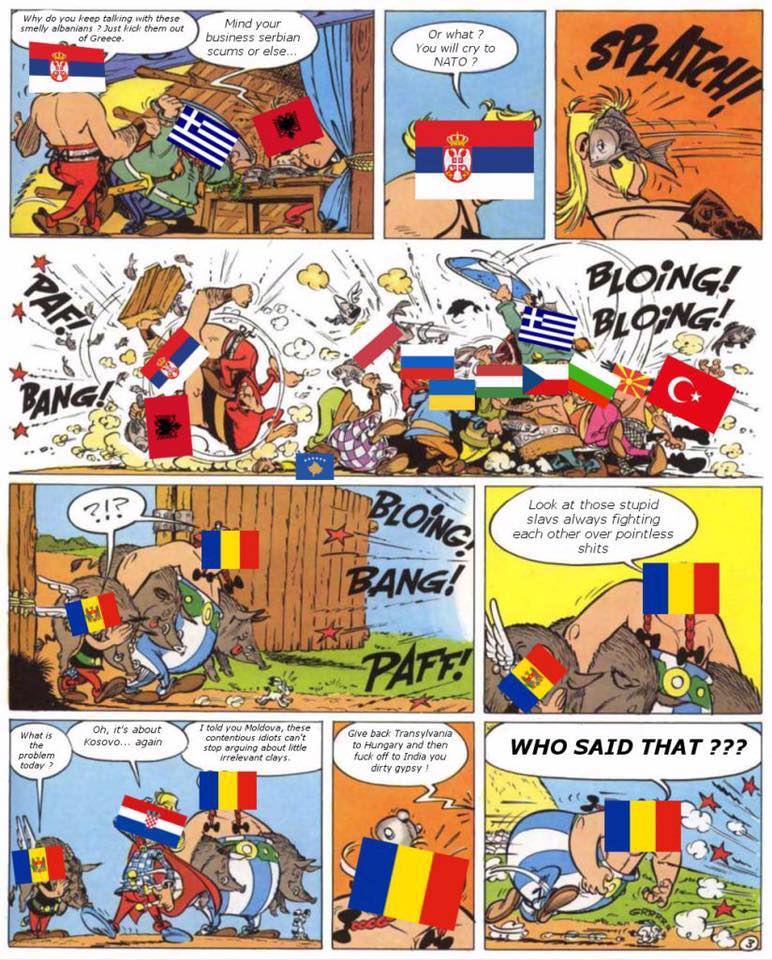 Why do you keep talking with these
smelly albanians ? Just kick them out
of Greece.
Mind your
business serbian
scums or else...
Or what ?
You will cry to
NATO ?
SPLATCH!
PAF!
BANG!
BLOING!
BLOING!
?!?
BLOING!
BANG!
PAFF!
Look at those stupid
slavs always fighting
each other over pointless
shits
What is
the
problem
today ?
Oh, it's about
Kosovo... again
I told you Moldova, these
contentious idiots can't
stop arguing about little
irrelevant clays.
Give back Transylvania
to Hungary and then
fuck off to India you
dirty gypsy !
WHO SAID THAT ???
3